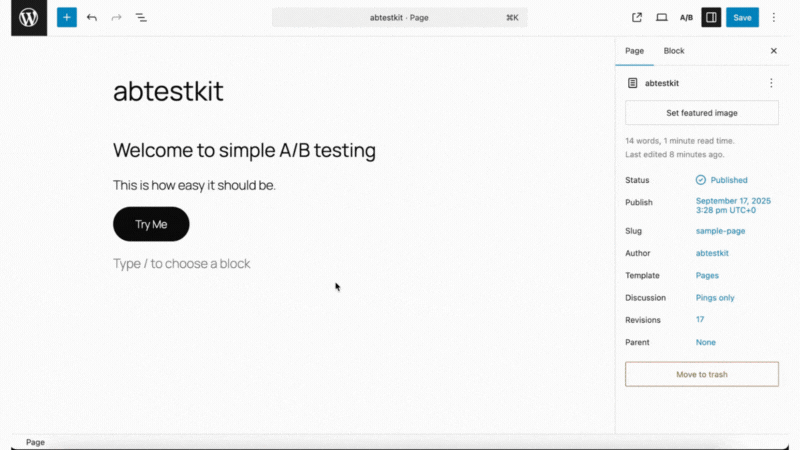 abtestkit · Page ⌘K A/B Save
Page Block
abtestkit
abtestkit
Set featured image
Welcome to simple A/B testing
14 words, 1 minute read time.
Last edited 8 minutes ago.
This is how easy it should be.
Status Published
Try Me
Publish September 17, 2025
3:28 pm UTC+0
Slug sample-page
Author abtestkit
Type / to choose a block
Template Pages
Discussion Pings only
Revisions 17
Parent None
Move to trash
Page